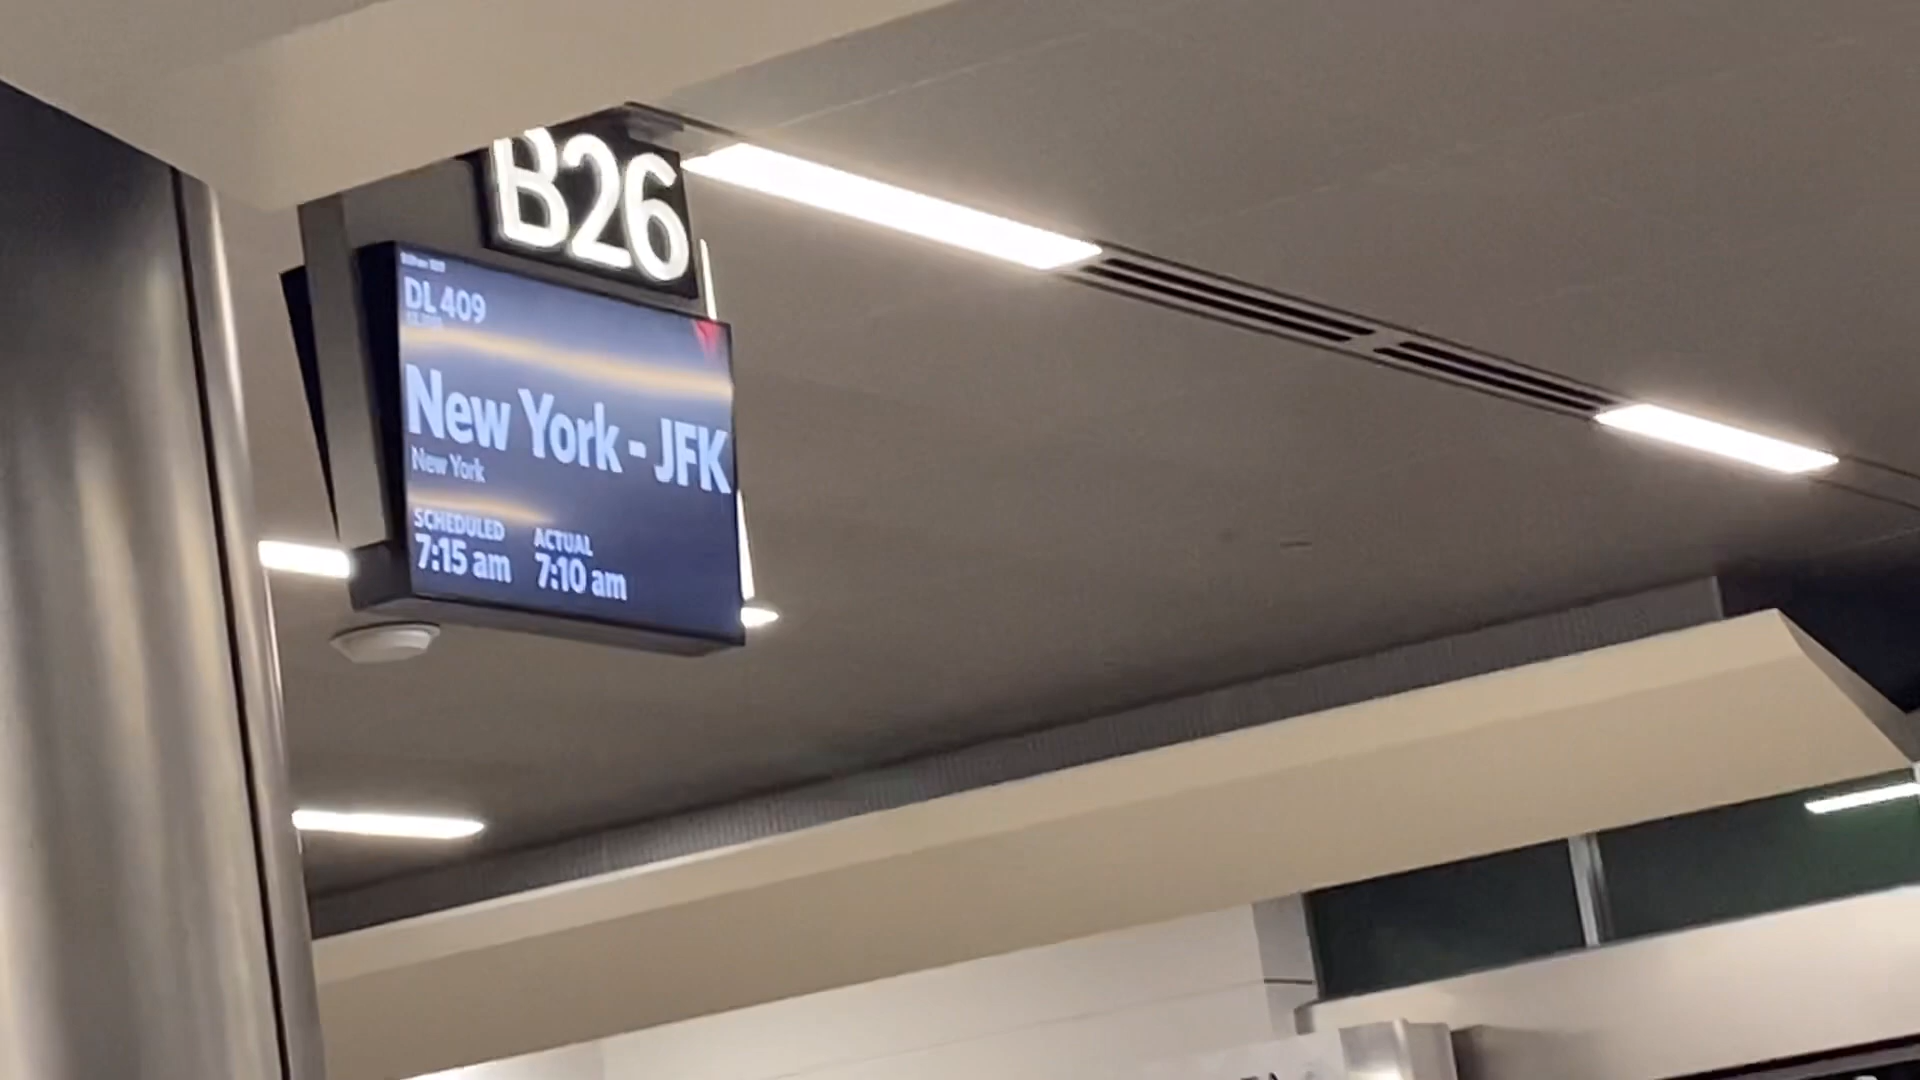 B26
DL 409
New York - JFK
New York
SCHEDULED ACTUAL
7:15 am 7:10 am